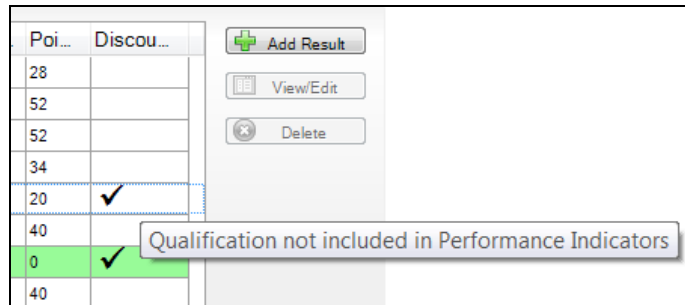 Poi... Discou...
Add Result
28
View/Edit
52
52
Delete
34
20 ✓
40
Qualification not included in Performance Indicators
0 ✓
40